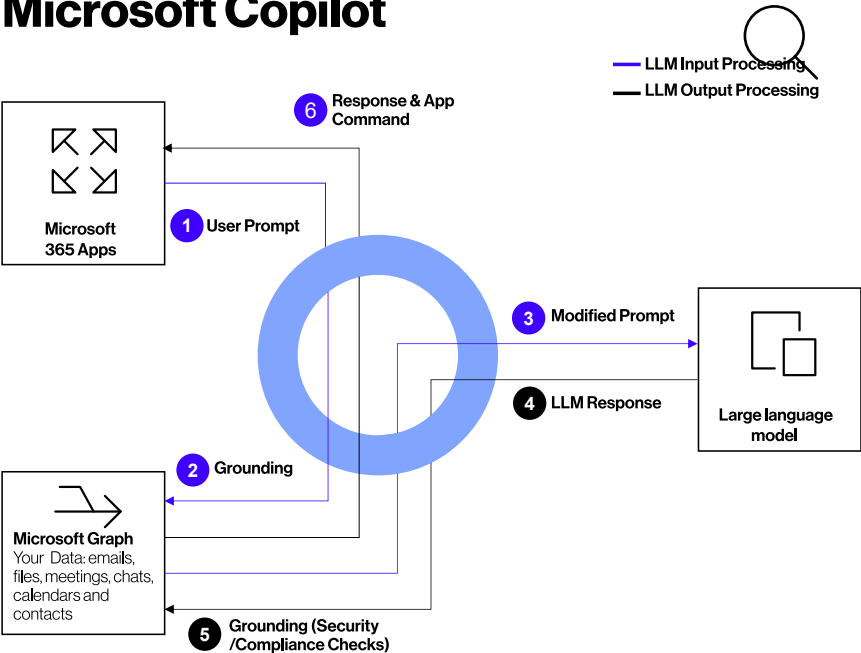 Microsoft Copilot
LLM Input Processing
LLM Output Processing
6
Response & App
Command
Microsoft
365 Apps
1
User Prompt
3
Modified Prompt
4
LLM Response
Large language
model
2
Grounding
Microsoft Graph
Your Data: emails,
files, meetings, chats,
calendars and
contacts
5
Grounding (Security
/Compliance Checks)